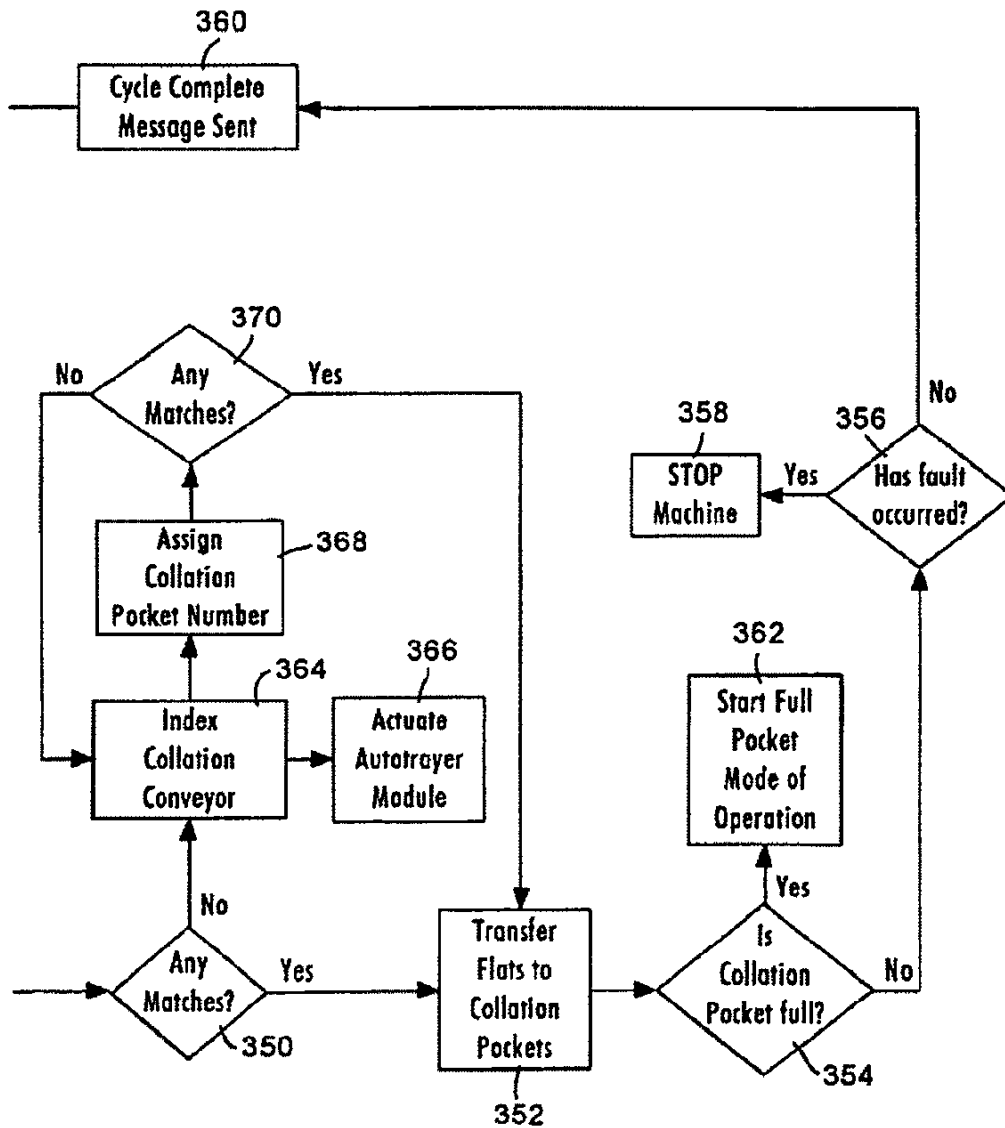 360
Cycle Complete
Message Sent
370
No
Any
Matches?
Yes
No
358
STOP
Machine
Yes
356
Has fault
occurred?
Assign
Collation
Pocket Number
368
364
Index
Collation
Conveyor
366
Actuate
Autotrayer
Module
362
Start Full
Pocket
Mode of
Operation
No
Yes
Any
Matches?
Yes
350
Transfer
Flats to
Collation
Pockets
352
Is
Collation
Pocket full?
No
354